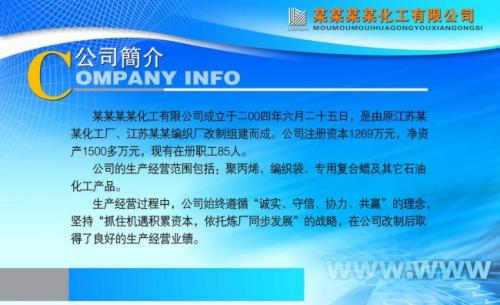 某某某某化工有限公司
MOUMOUMOUIHUAGONGYOUXIANGONGSI
公司簡介
COMPANY INFO
某某某某化工有限公司成立于二00四年六月二十五日，是由原江苏某
某化工厂、江苏某某编织厂改制组建而成。公司注册资本1269万元，净资
产1500多万元，现有在册职工85人。
公司的生产经营范围包括：聚丙烯、编织袋、专用复合蜡及其它石油
化工产品。
生产经营过程中，公司始终遵循“诚实、守信、协力、共赢”的理念，
坚持“抓住机遇积累资本，依托炼厂同步发展”的战略，在公司改制后取
得了良好的生产经营业绩。
www.www